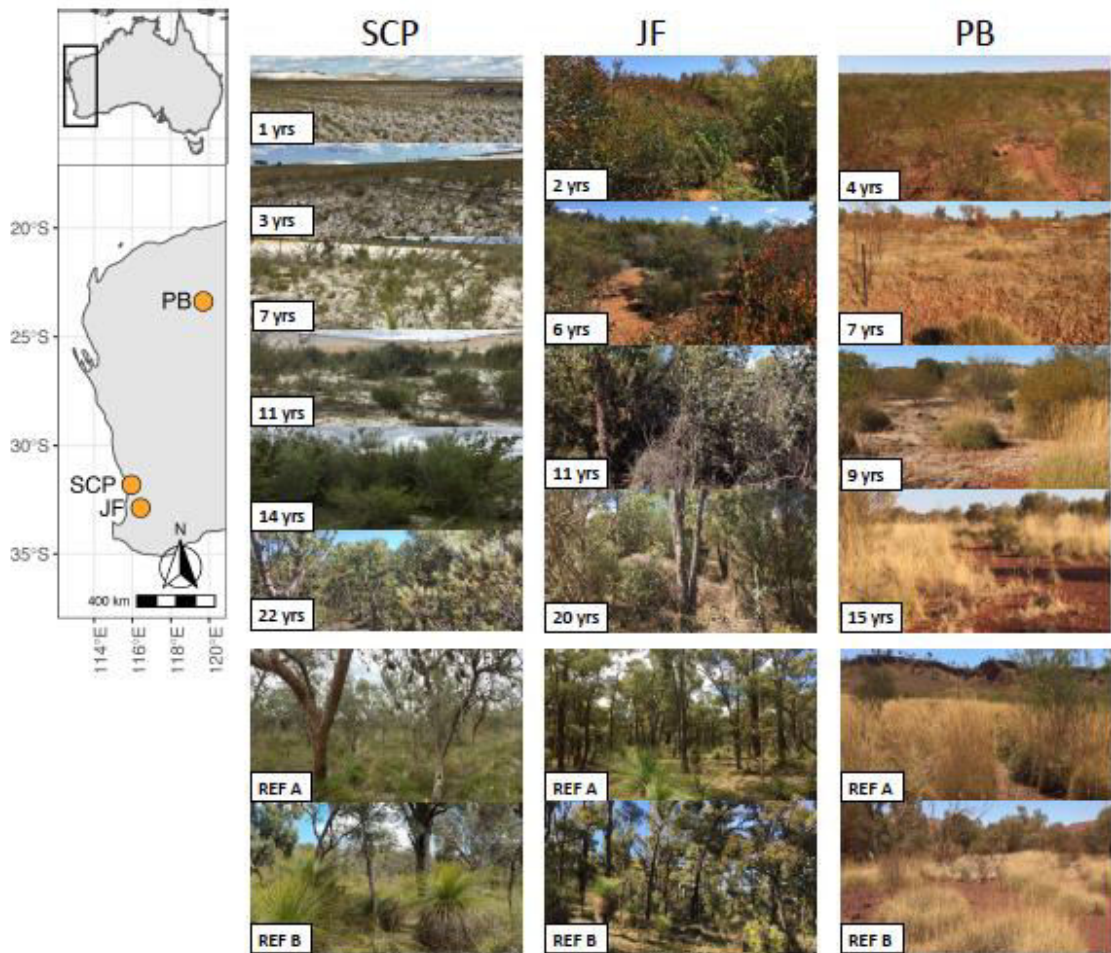 SCP
JF
PB
1 yrs
3 yrs
7 yrs
11 yrs
14 yrs
22 yrs
REF A
REF B
2 yrs
6 yrs
11 yrs
20 yrs
REF A
REF B
4 yrs
7 yrs
9 yrs
15 yrs
REF A
REF B
20°S
25°S
30°S
35°S
PB
SCP
JF
N
400 km
114°E
116°E
118°E
120°E